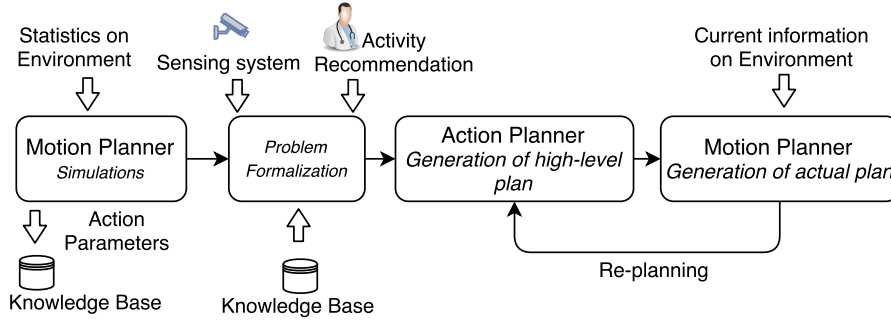 Statistics on
Environment
Sensing system
Activity
Recommendation
Current information
on Environment
Motion Planner
Simulations
Problem
Formalization
Action Planner
Generation of high-level
plan
Motion Planner
Generation of actual plan
Action
Parameters
Knowledge Base
Knowledge Base
Re-planning